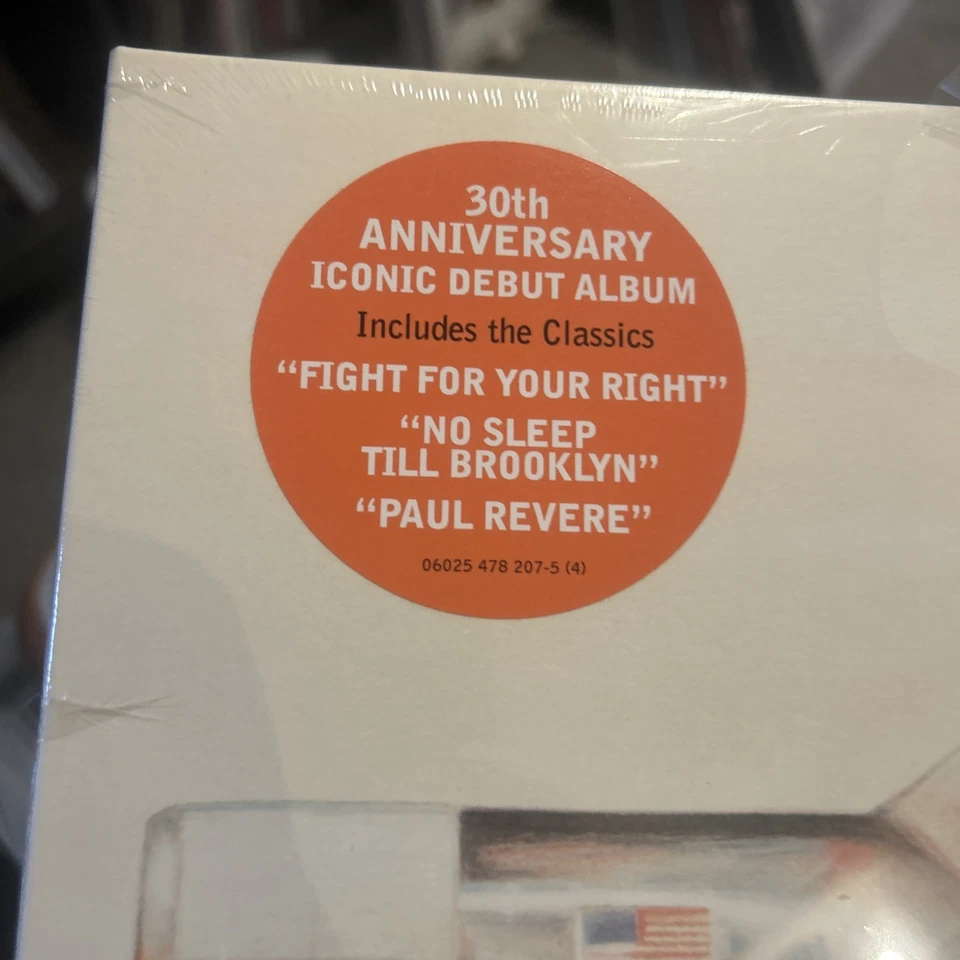 30th
ANNIVERSARY
ICONIC DEBUT ALBUM
Includes the Classics
“FIGHT FOR YOUR RIGHT”
“NO SLEEP
TILL BROOKLYN”
“PAUL REVERE”
06025 478 207-5 (4)